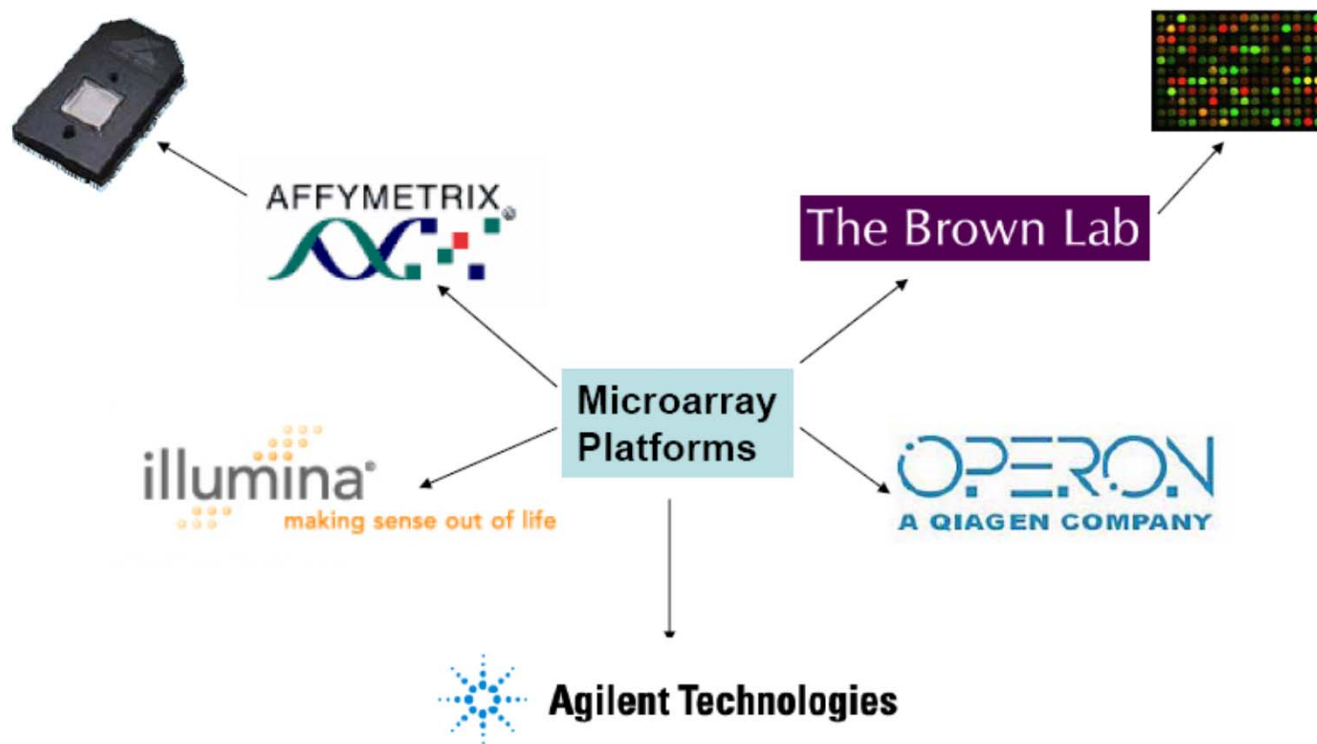 AFFYMETRIX®
The Brown Lab
Microarray
Platforms
illumina®
making sense out of life
OPERON
A QIAGEN COMPANY
Agilent Technologies